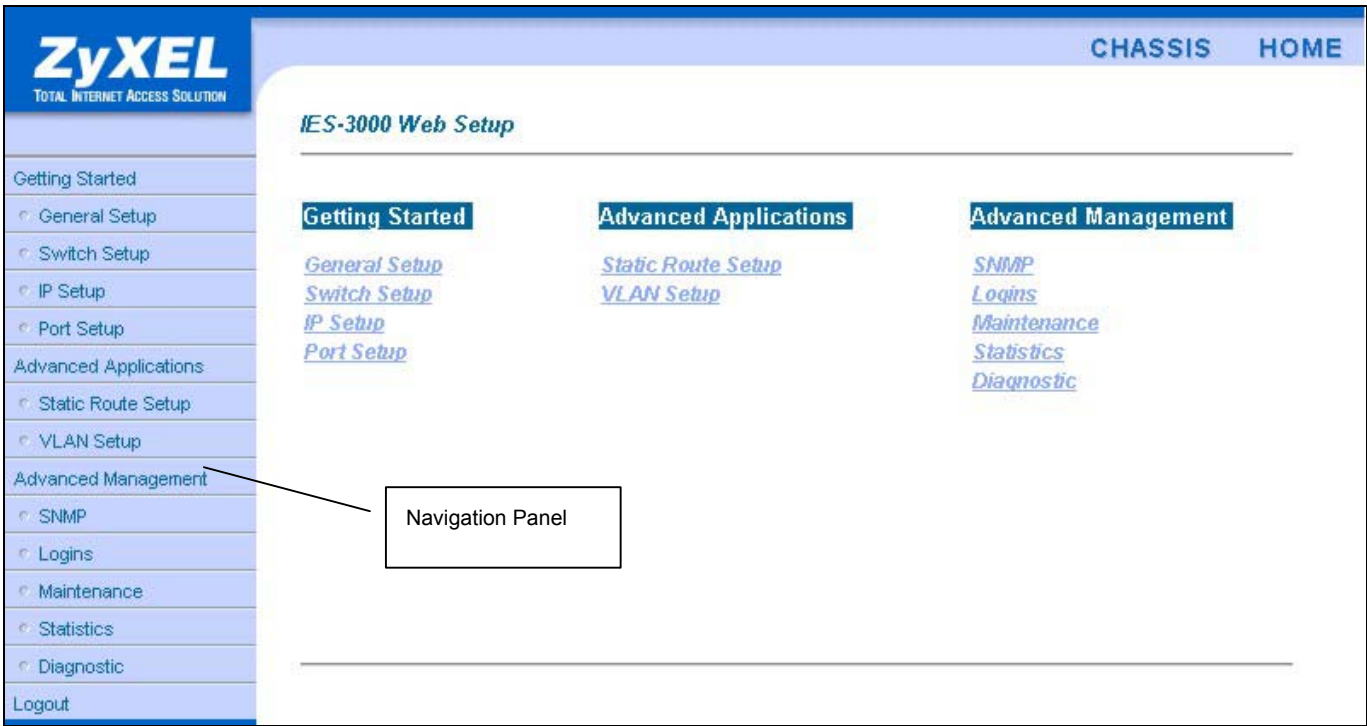 ZyXEL
TOTAL INTERNET ACCESS SOLUTION
CHASSIS HOME
Getting Started
General Setup
Switch Setup
IP Setup
Port Setup
Advanced Applications
Static Route Setup
VLAN Setup
Advanced Management
SNMP
Logins
Maintenance
Statistics
Diagnostic
Logout
IES-3000 Web Setup
Getting Started
General Setup
Switch Setup
IP Setup
Port Setup
Advanced Applications
Static Route Setup
VLAN Setup
Advanced Management
SNMP
Logins
Maintenance
Statistics
Diagnostic
Navigation Panel